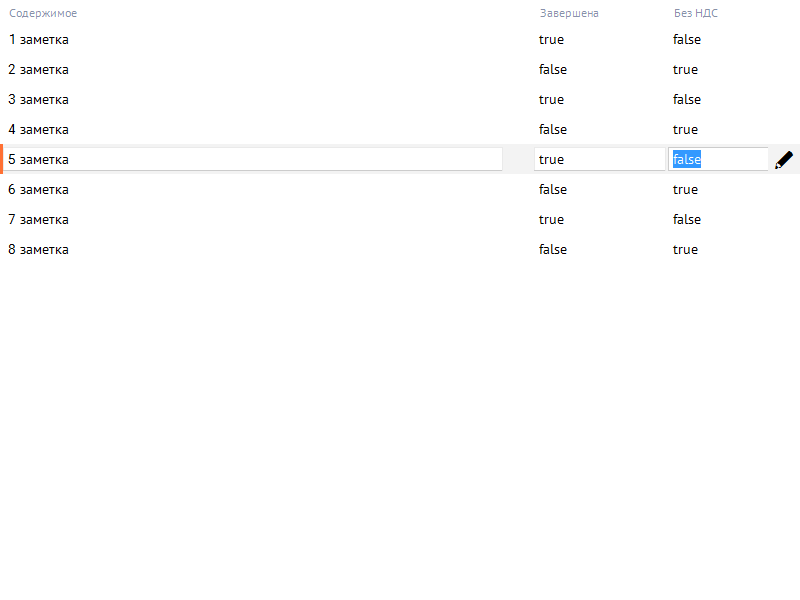 Содержимое Завершена Без НДС
1 заметка true false
2 заметка false true
3 заметка true false
4 заметка false true
5 заметка true false
6 заметка false true
7 заметка true false
8 заметка false true